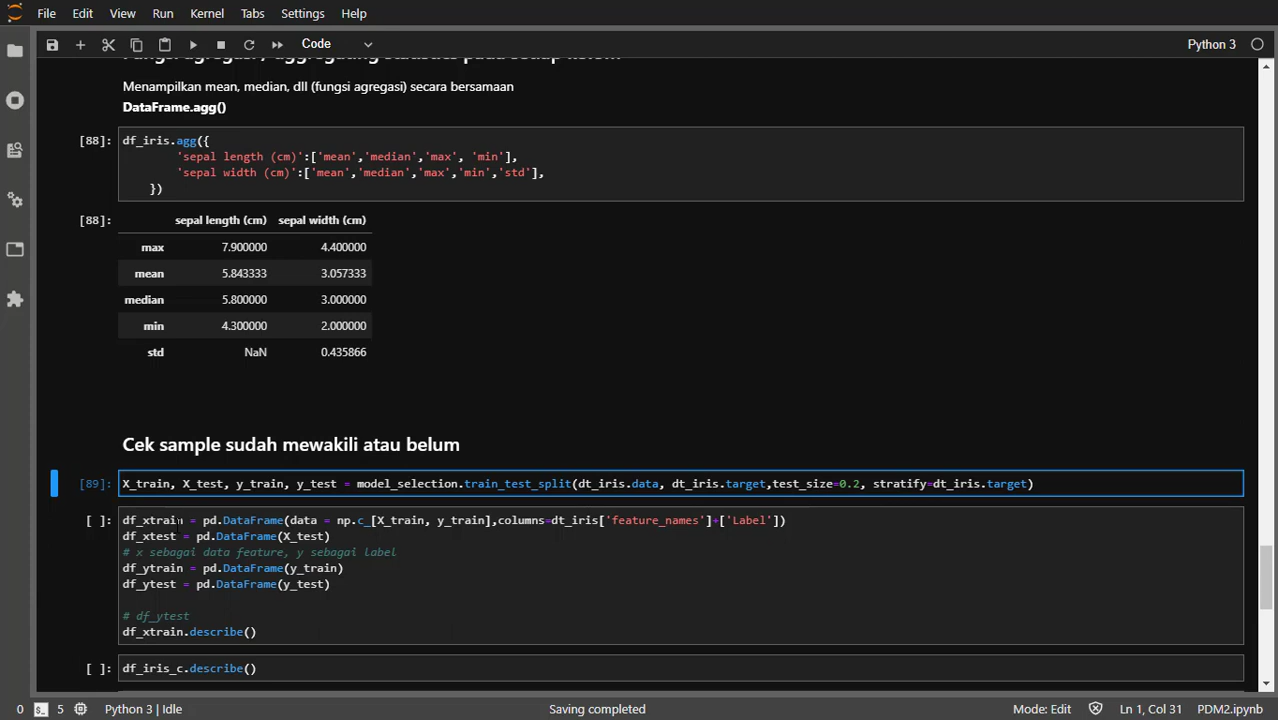 File Edit View Run Kernel Tabs Settings Help
Code
Python 3
Fungsi agregasi / aggregating statistics pada setiap kolom
Menampilkan mean, median, dll (fungsi agregasi) secara bersamaan
DataFrame.agg()
[88]: df_iris.agg({
'sepal length (cm)':['mean','median','max', 'min'],
'sepal width (cm)':['mean','median','max','min','std'],
})
[88]: sepal length (cm) sepal width (cm)
max 7.900000 4.400000
mean 5.843333 3.057333
median 5.800000 3.000000
min 4.300000 2.000000
std NaN 0.435866
Cek sample sudah mewakili atau belum
[89]: X_train, X_test, y_train, y_test = model_selection.train_test_split(dt_iris.data, dt_iris.target,test_size=0.2, stratify=dt_iris.target)
[ ]: df_xtrain = pd.DataFrame(data = np.c_[X_train, y_train],columns=dt_iris['feature_names']+['Label'])
df_xtest = pd.DataFrame(X_test)
# x sebagai data feature, y sebagai label
df_ytrain = pd.DataFrame(y_train)
df_ytest = pd.DataFrame(y_test)
# df_ytest
df_xtrain.describe()
[ ]: df_iris_c.describe()
0 5 Python 3 | Idle Saving completed Mode: Edit Ln 1, Col 31 PDM2.ipynb